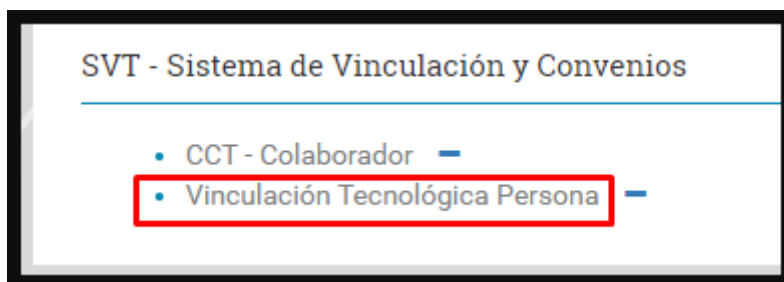 SVT - Sistema de Vinculación y Convenios
CCT - Colaborador
Vinculación Tecnológica Persona